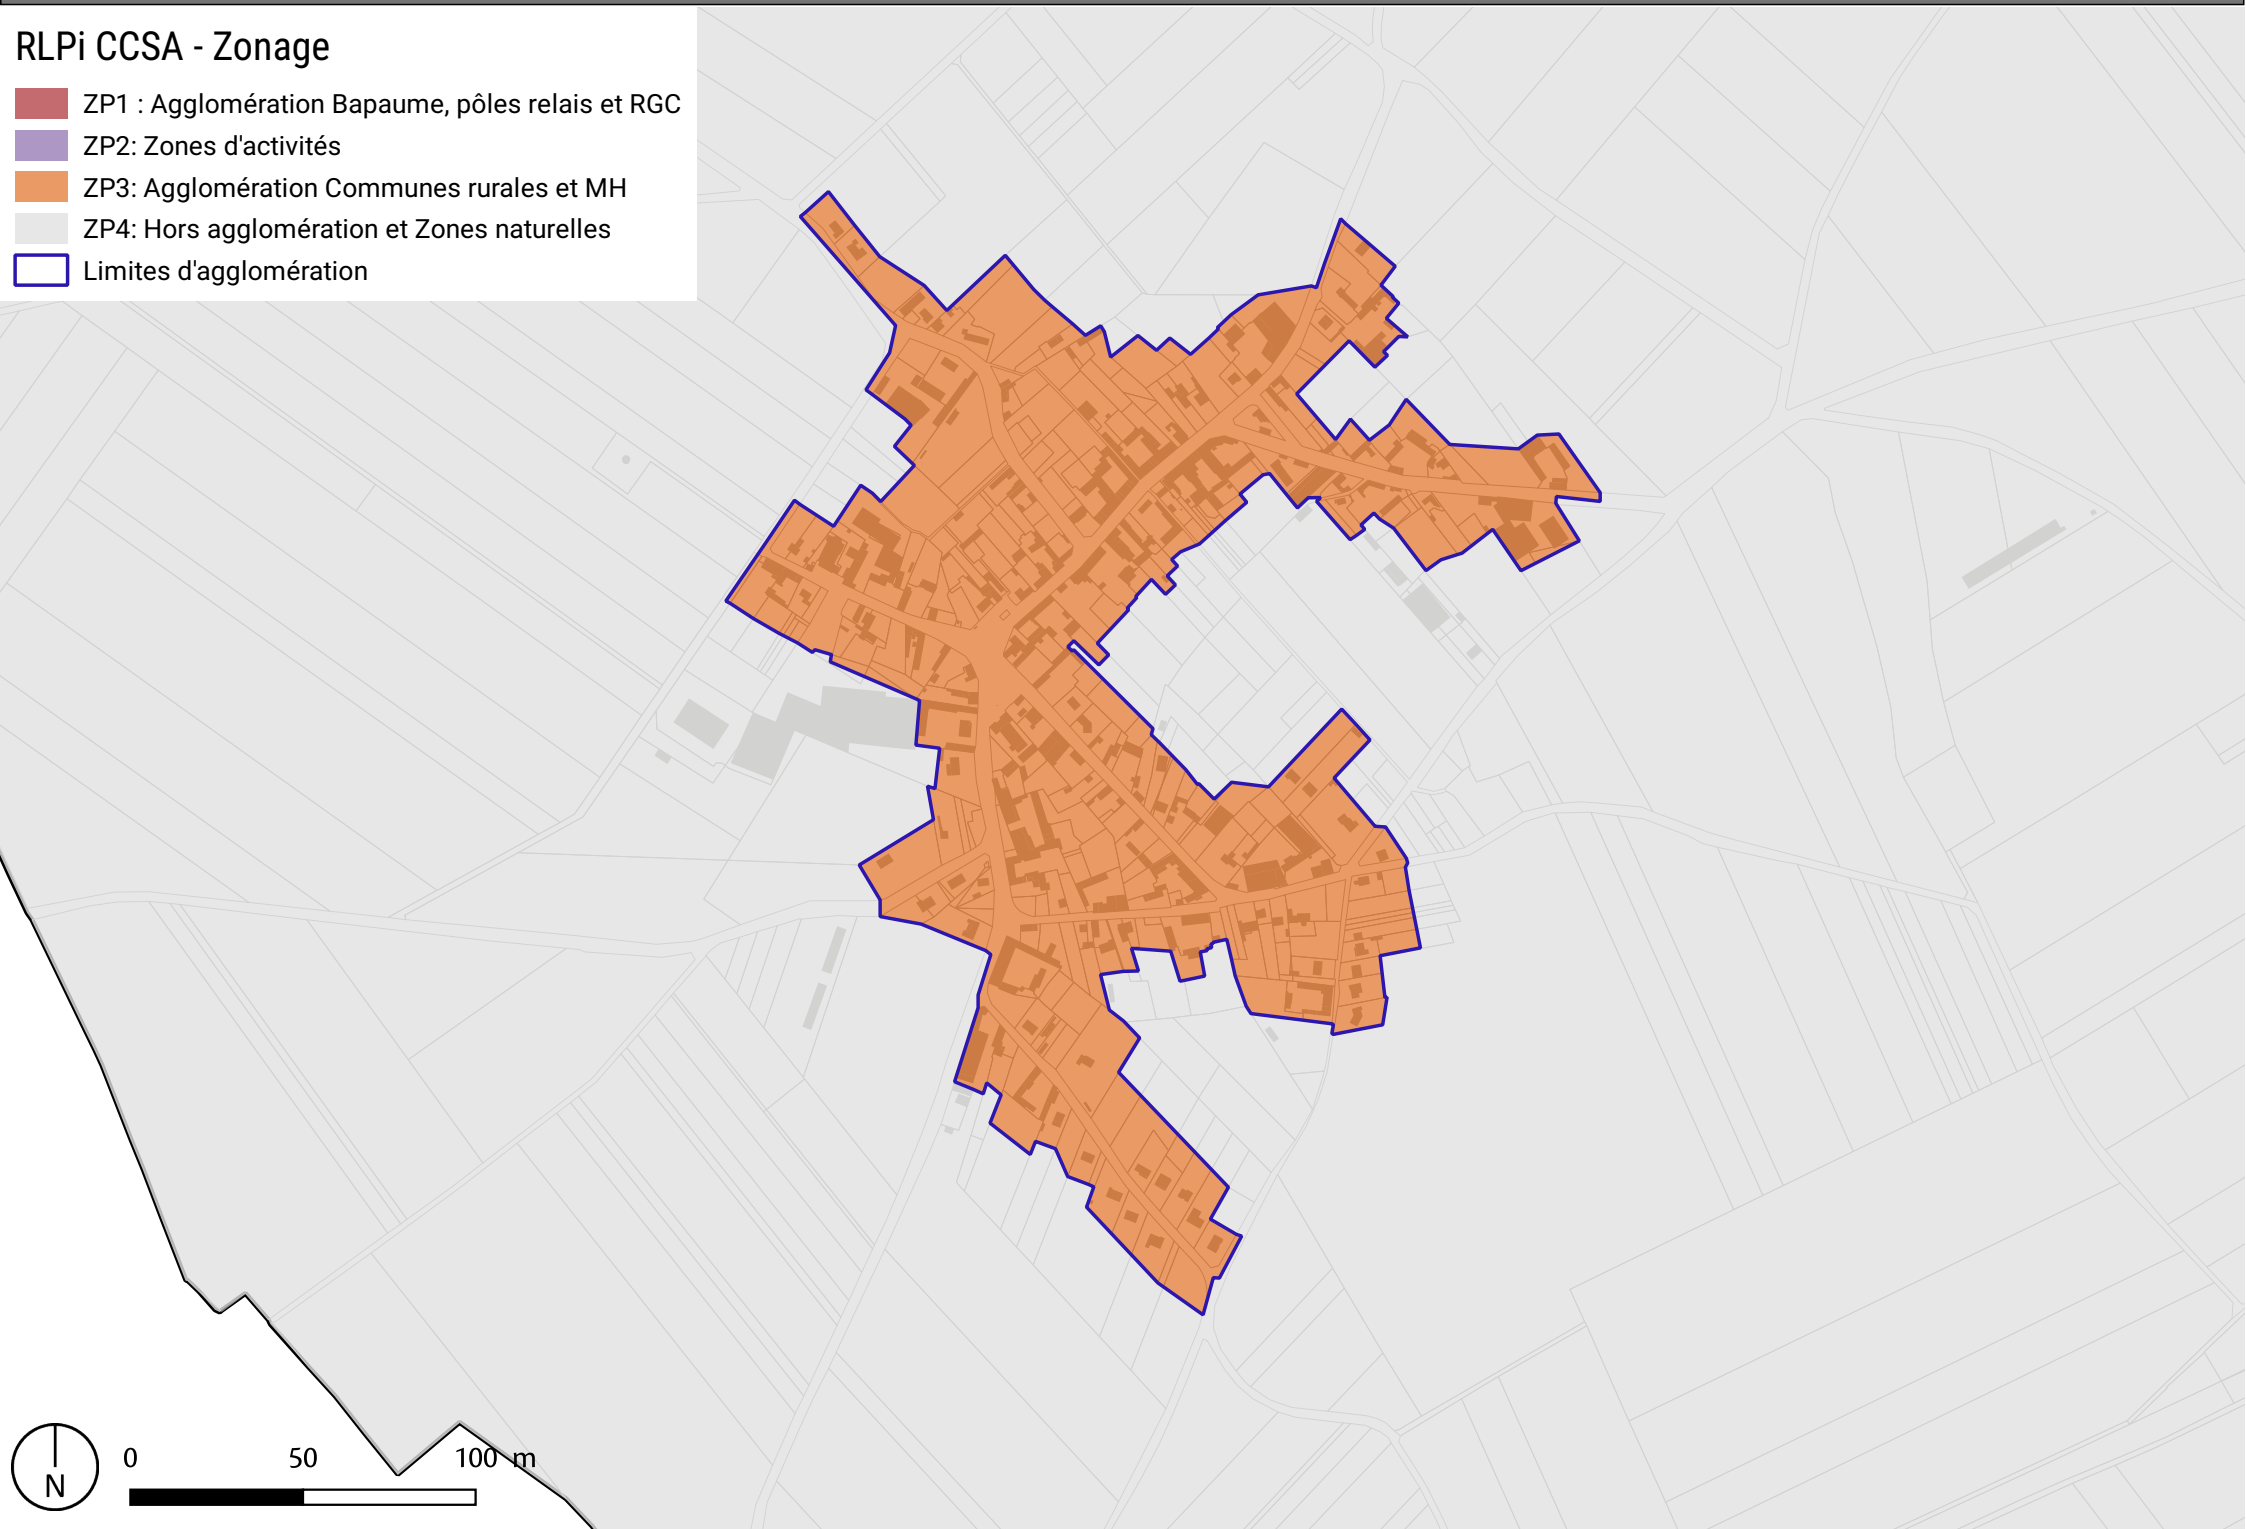 RLPi CCSA - Zonage
ZP1 : Agglomération Bapaume, pôles relais et RGC
ZP2: Zones d'activités
ZP3: Agglomération Communes rurales et MH
ZP4: Hors agglomération et Zones naturelles
Limites d'agglomération
N
0 50 100 m